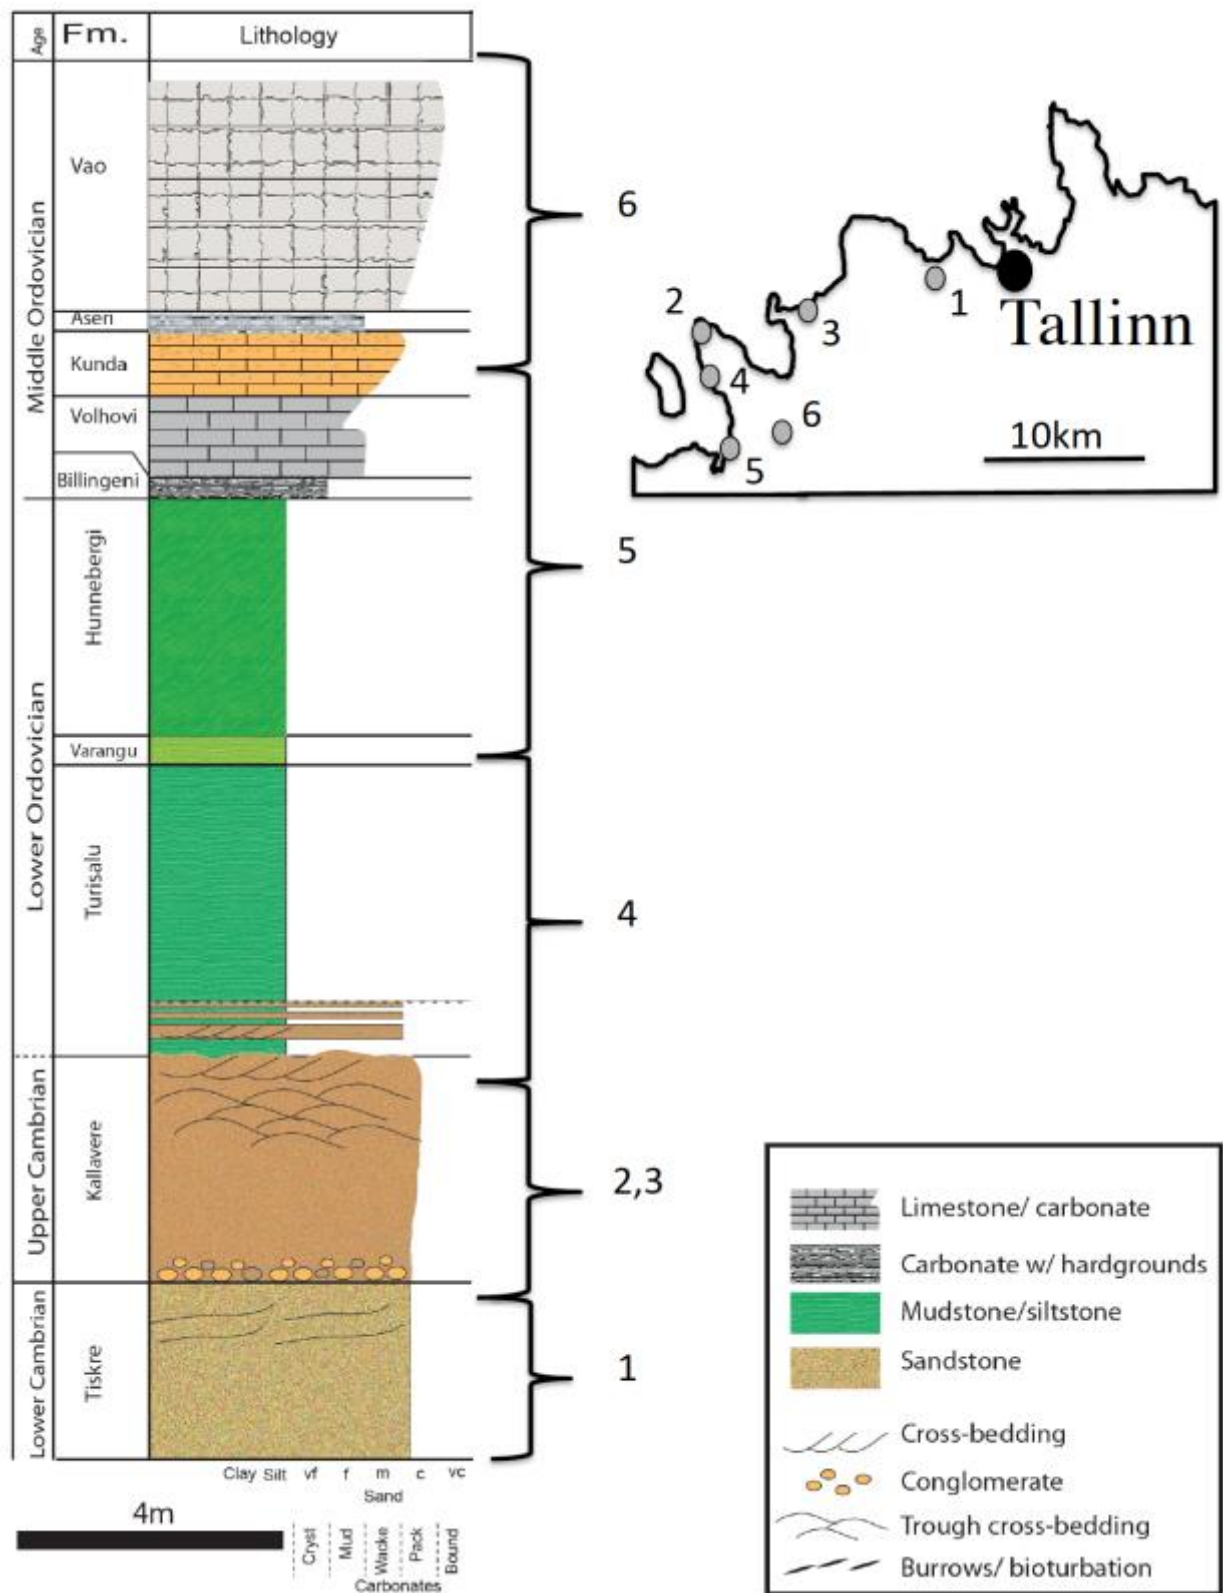 Age Fm. Lithology
Middle Ordovician
Vao
Aseri
Kunda
Volhovi
Billingeni
Lower Ordovician
Hunnebergi
Varangu
Turisalu
Upper Cambrian
Kallavere
Lower Cambrian
Tiskre
Clay Silt vf f m c vc
Sand
4m
Cryst Mud Wacke Pack Bound
Carbonates
6
5
4
2,3
1
2
3
1
Tallinn
4
6
5
10km
Limestone/ carbonate
Carbonate w/ hardgrounds
Mudstone/siltstone
Sandstone
Cross-bedding
Conglomerate
Trough cross-bedding
Burrows/ bioturbation